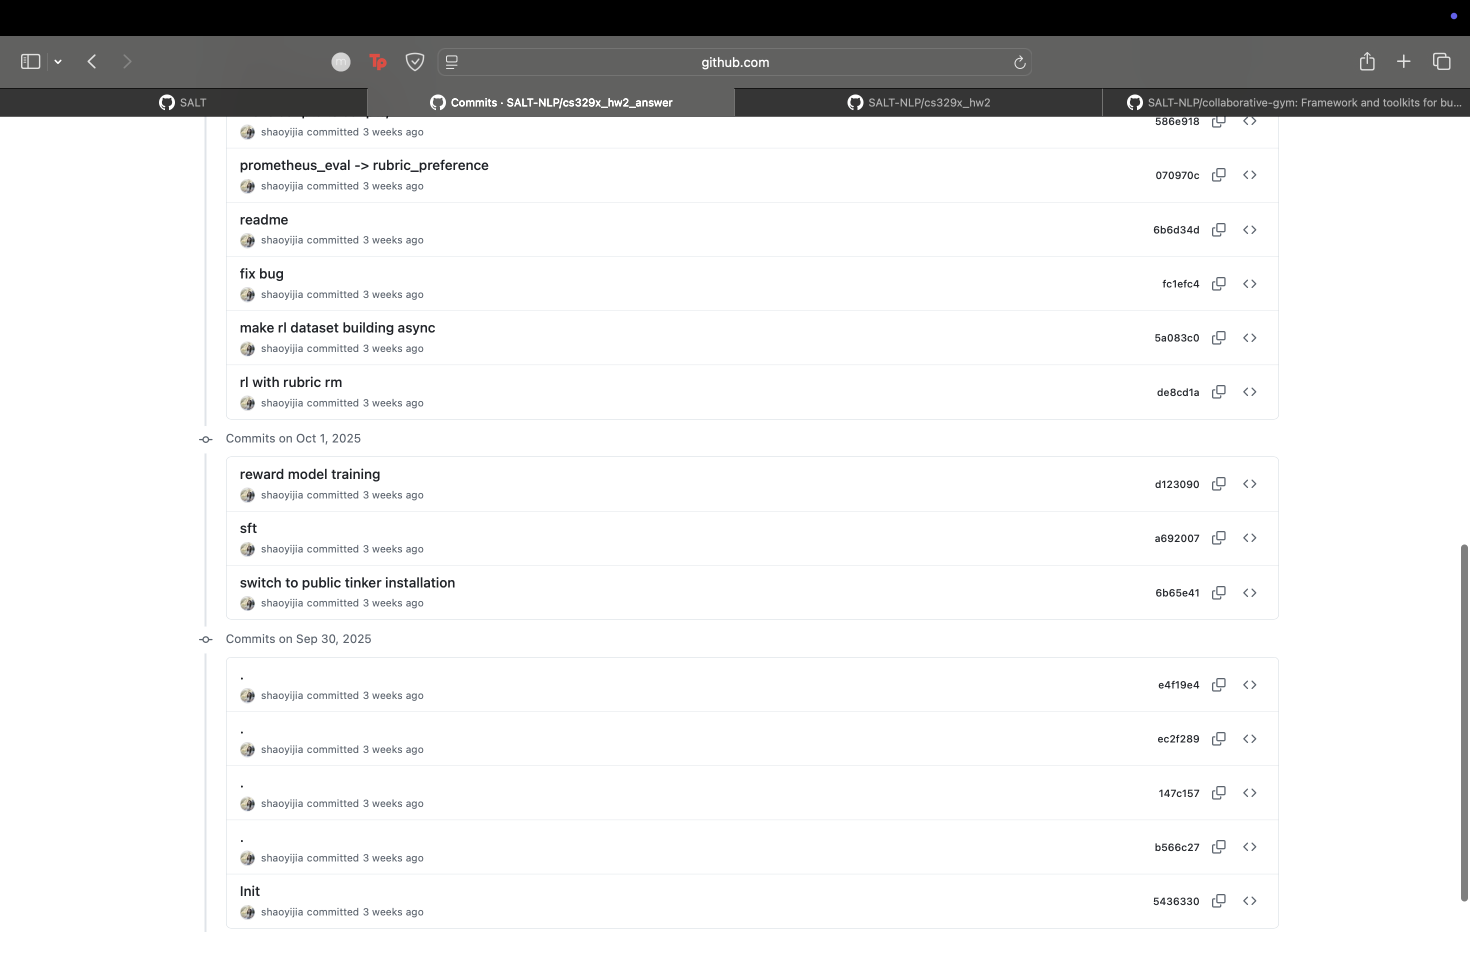 m
Tp
github.com
SALT
Commits · SALT-NLP/cs329x_hw2_answer
SALT-NLP/cs329x_hw2
SALT-NLP/collaborative-gym: Framework and toolkits for bu...
shaoyijia committed 3 weeks ago
586e918
prometheus_eval -> rubric_preference
shaoyijia committed 3 weeks ago
070970c
readme
shaoyijia committed 3 weeks ago
6b6d34d
fix bug
shaoyijia committed 3 weeks ago
fc1efc4
make rl dataset building async
shaoyijia committed 3 weeks ago
5a083c0
rl with rubric rm
shaoyijia committed 3 weeks ago
de8cd1a
Commits on Oct 1, 2025
reward model training
shaoyijia committed 3 weeks ago
d123090
sft
shaoyijia committed 3 weeks ago
a692007
switch to public tinker installation
shaoyijia committed 3 weeks ago
6b65e41
Commits on Sep 30, 2025
.
shaoyijia committed 3 weeks ago
e4f19e4
.
shaoyijia committed 3 weeks ago
ec2f289
.
shaoyijia committed 3 weeks ago
147c157
.
shaoyijia committed 3 weeks ago
b566c27
Init
shaoyijia committed 3 weeks ago
5436330